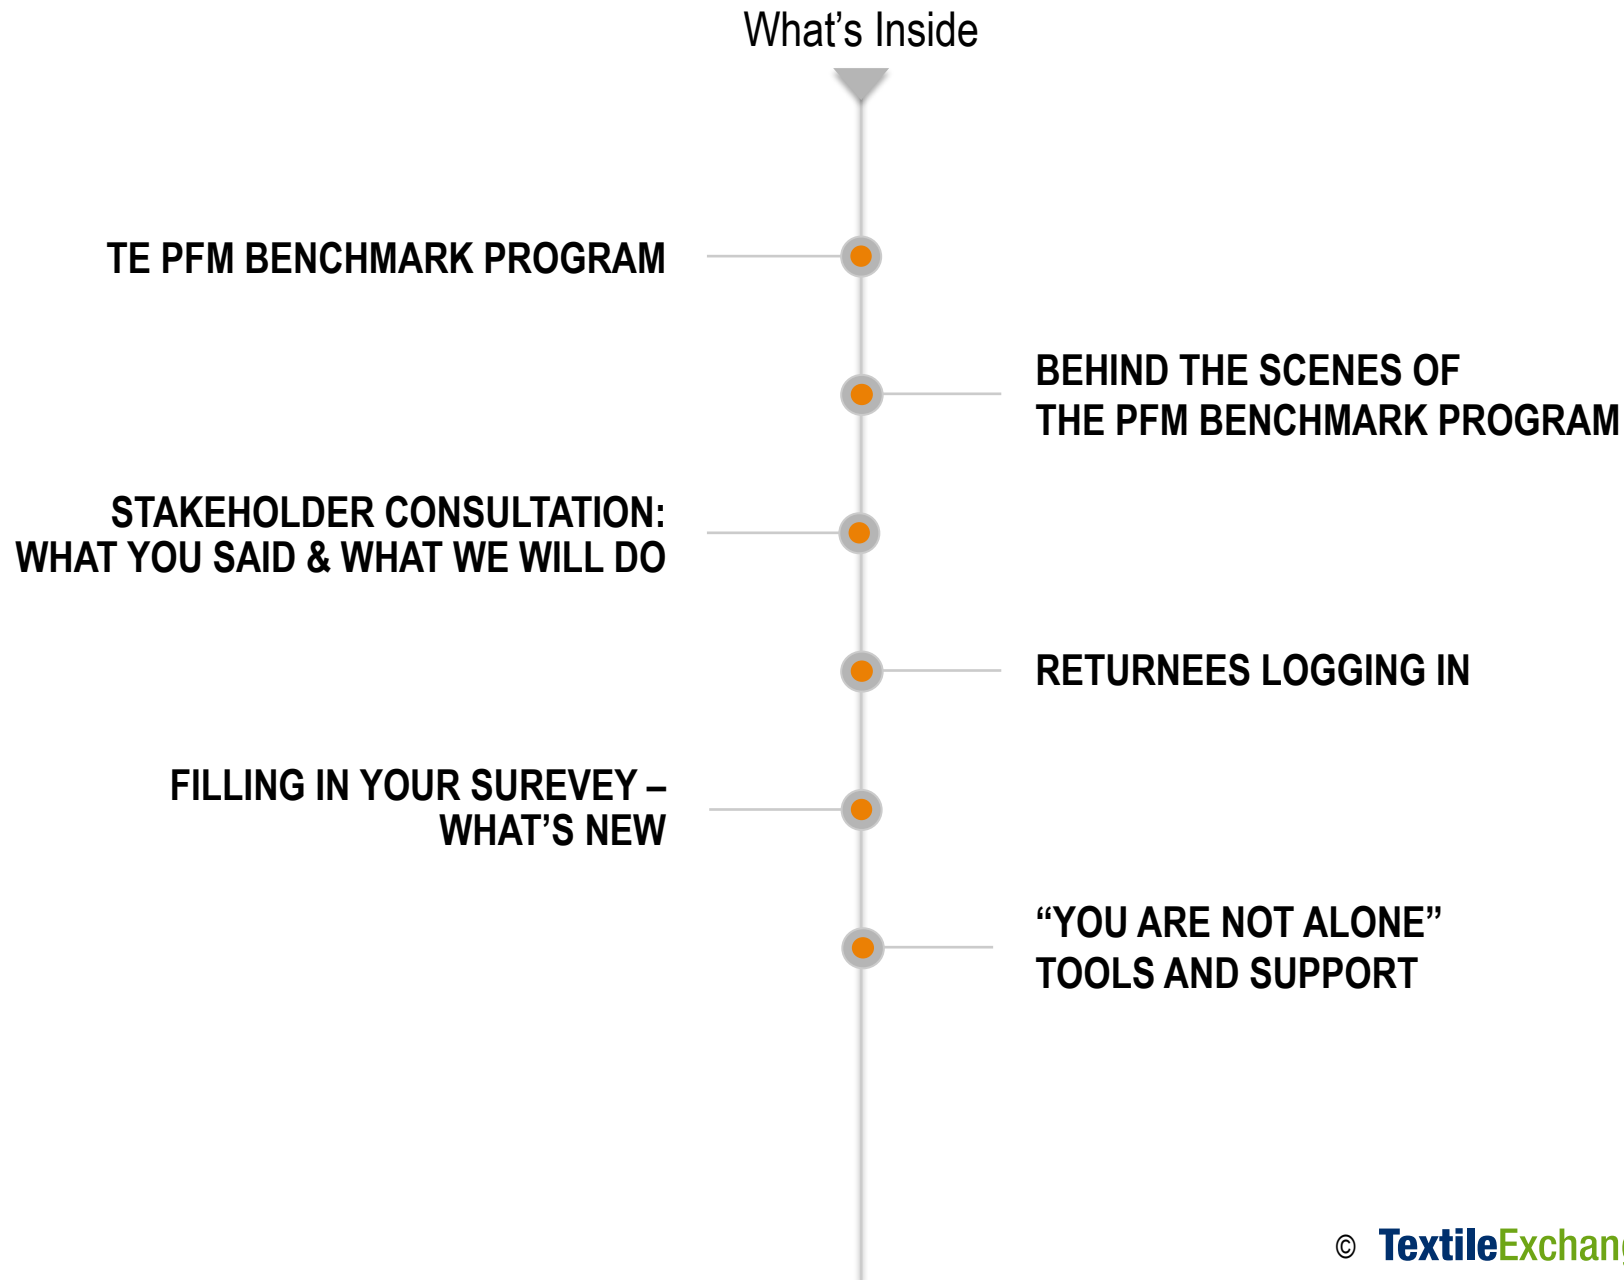 What’s Inside
TE PFM BENCHMARK PROGRAM
BEHIND THE SCENES OF
THE PFM BENCHMARK PROGRAM
STAKEHOLDER CONSULTATION:
WHAT YOU SAID & WHAT WE WILL DO
RETURNEES LOGGING IN
FILLING IN YOUR SUREVEY –
WHAT’S NEW
“YOU ARE NOT ALONE”
TOOLS AND SUPPORT
© TextileExchan